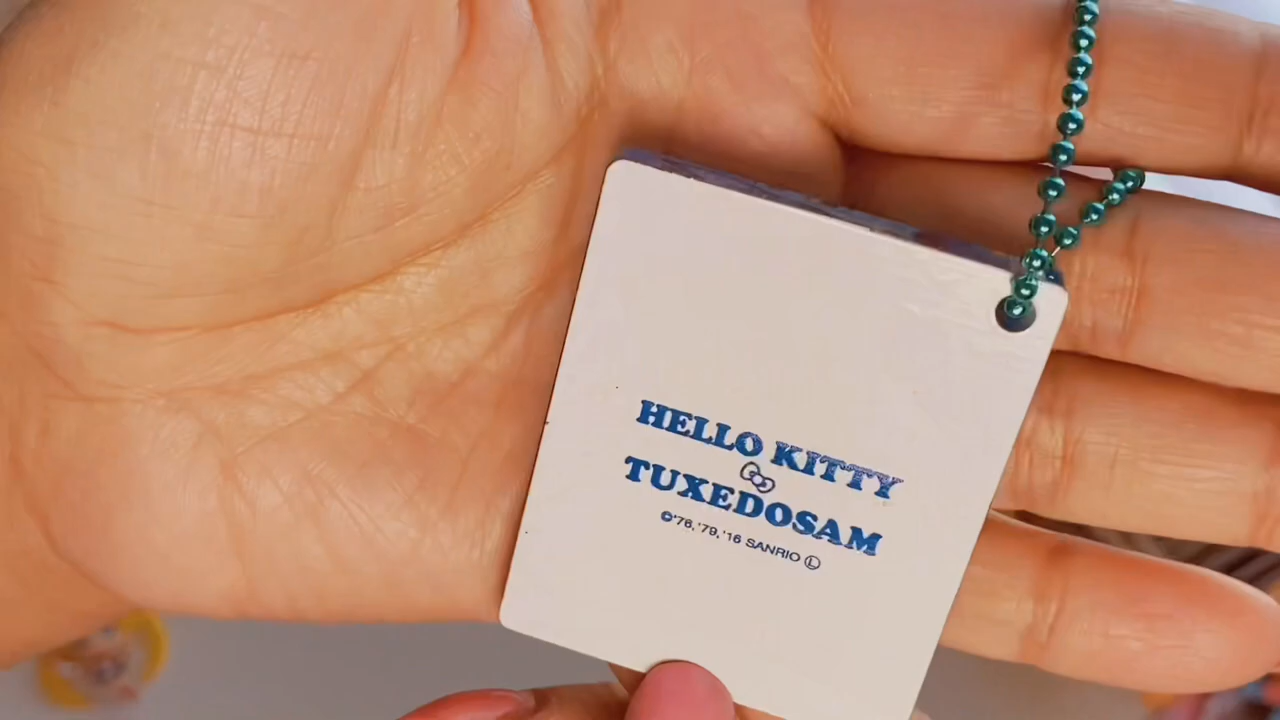 HELLO KITTY
TUXEDOSAM
©'76, '79, '16 SANRIO Ⓛ